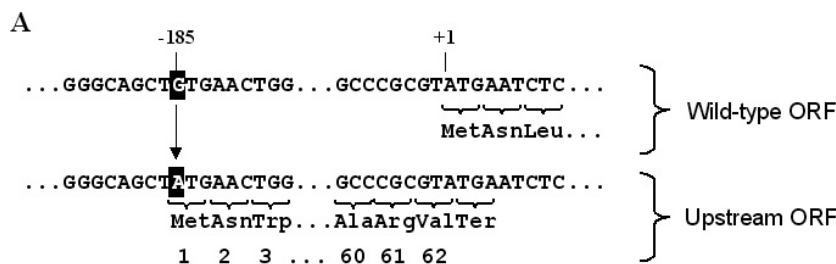 A
-185 +1
...GGGCAGCTGTGAACTGG...GCCCGCGTATGAATCTC...
MetAsnLeu...
Wild-type ORF
...GGGCAGCTATGAACTGG...GCCCGCGTATGAATCTC...
MetAsnTrp...AlaArgValTer
Upstream ORF
1 2 3 ... 60 61 62